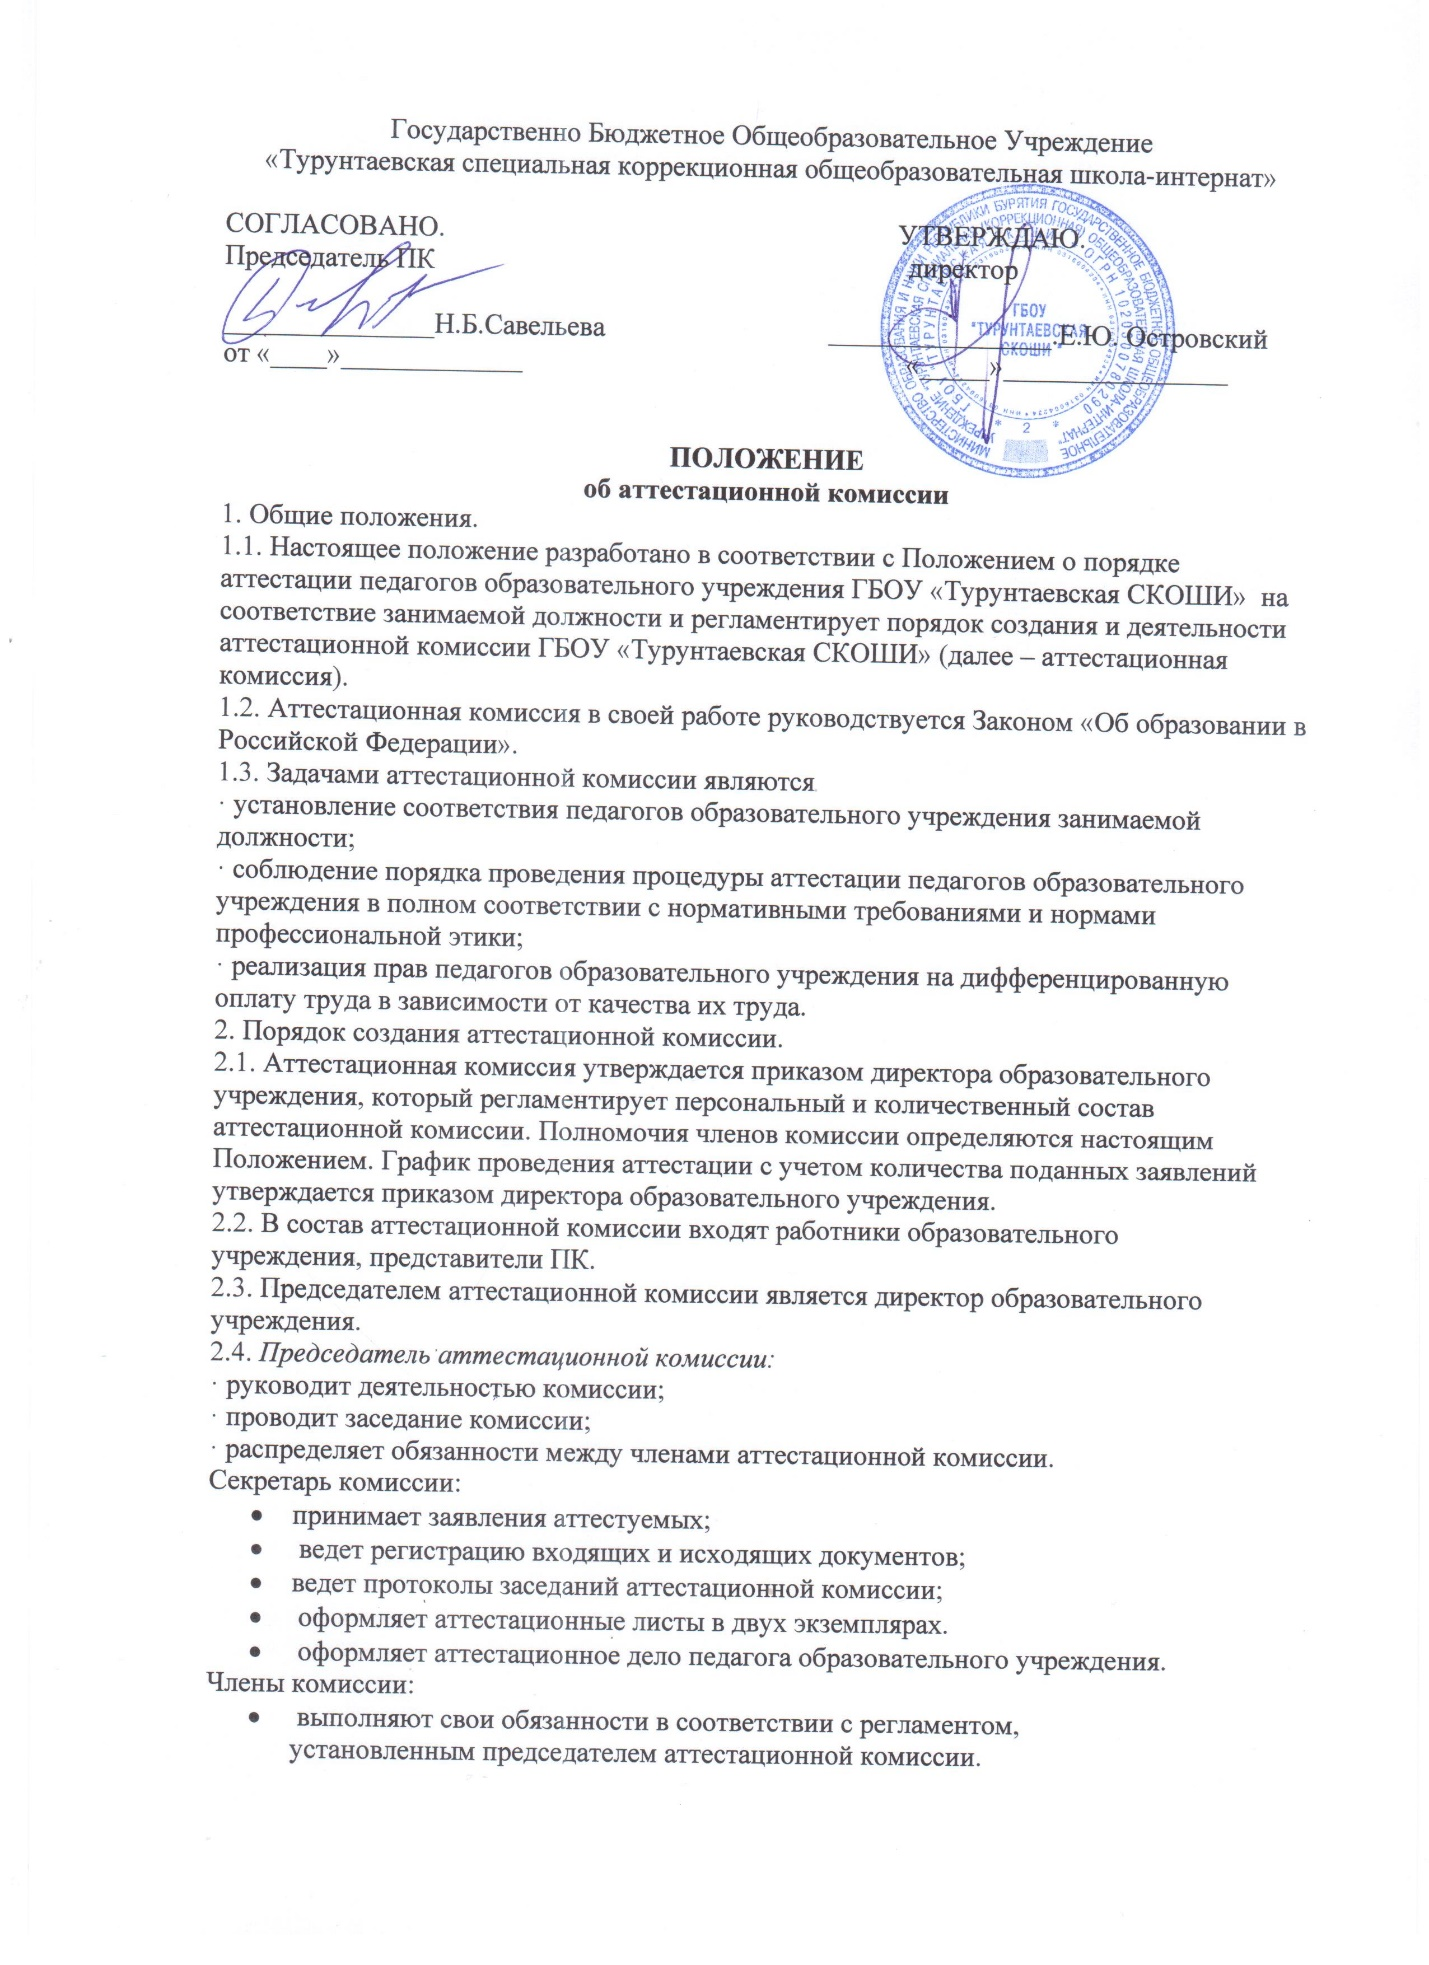 Государственно Бюджетное Общеобразовательное Учреждение
«Турунтаевская специальная коррекционная общеобразовательная школа-интернат»
СОГЛАСОВАНО.
Председатель ПК
_______________Н.Б.Савельева
от «____»_____________
УТВЕРЖДАЮ.
директор
________________.Е.Ю. Островский
«_____»________________
ГБОУ
"ТУРУНТАЕВСКАЯ
СКОШИ"
* 2 *
ПОЛОЖЕНИЕ
об аттестационной комиссии
1. Общие положения.
1.1. Настоящее положение разработано в соответствии с Положением о порядке
аттестации педагогов образовательного учреждения ГБОУ «Турунтаевская СКОШИ»  на
соответствие занимаемой должности и регламентирует порядок создания и деятельности
аттестационной комиссии ГБОУ «Турунтаевская СКОШИ» (далее – аттестационная
комиссия).
1.2. Аттестационная комиссия в своей работе руководствуется Законом «Об образовании в
Российской Федерации».
1.3. Задачами аттестационной комиссии являются
· установление соответствия педагогов образовательного учреждения занимаемой
должности;
· соблюдение порядка проведения процедуры аттестации педагогов образовательного
учреждения в полном соответствии с нормативными требованиями и нормами
профессиональной этики;
· реализация прав педагогов образовательного учреждения на дифференцированную
оплату труда в зависимости от качества их труда.
2. Порядок создания аттестационной комиссии.
2.1. Аттестационная комиссия утверждается приказом директора образовательного
учреждения, который регламентирует персональный и количественный состав
аттестационной комиссии. Полномочия членов комиссии определяются настоящим
Положением. График проведения аттестации с учетом количества поданных заявлений
утверждается приказом директора образовательного учреждения.
2.2. В состав аттестационной комиссии входят работники образовательного
учреждения, представители ПК.
2.3. Председателем аттестационной комиссии является директор образовательного
учреждения.
2.4. Председатель аттестационной комиссии:
· руководит деятельностью комиссии;
· проводит заседание комиссии;
· распределяет обязанности между членами аттестационной комиссии.
Секретарь комиссии:
• принимает заявления аттестуемых;
• ведет регистрацию входящих и исходящих документов;
• ведет протоколы заседаний аттестационной комиссии;
• оформляет аттестационные листы в двух экземплярах.
• оформляет аттестационное дело педагога образовательного учреждения.
Члены комиссии:
• выполняют свои обязанности в соответствии с регламентом,
установленным председателем аттестационной комиссии.